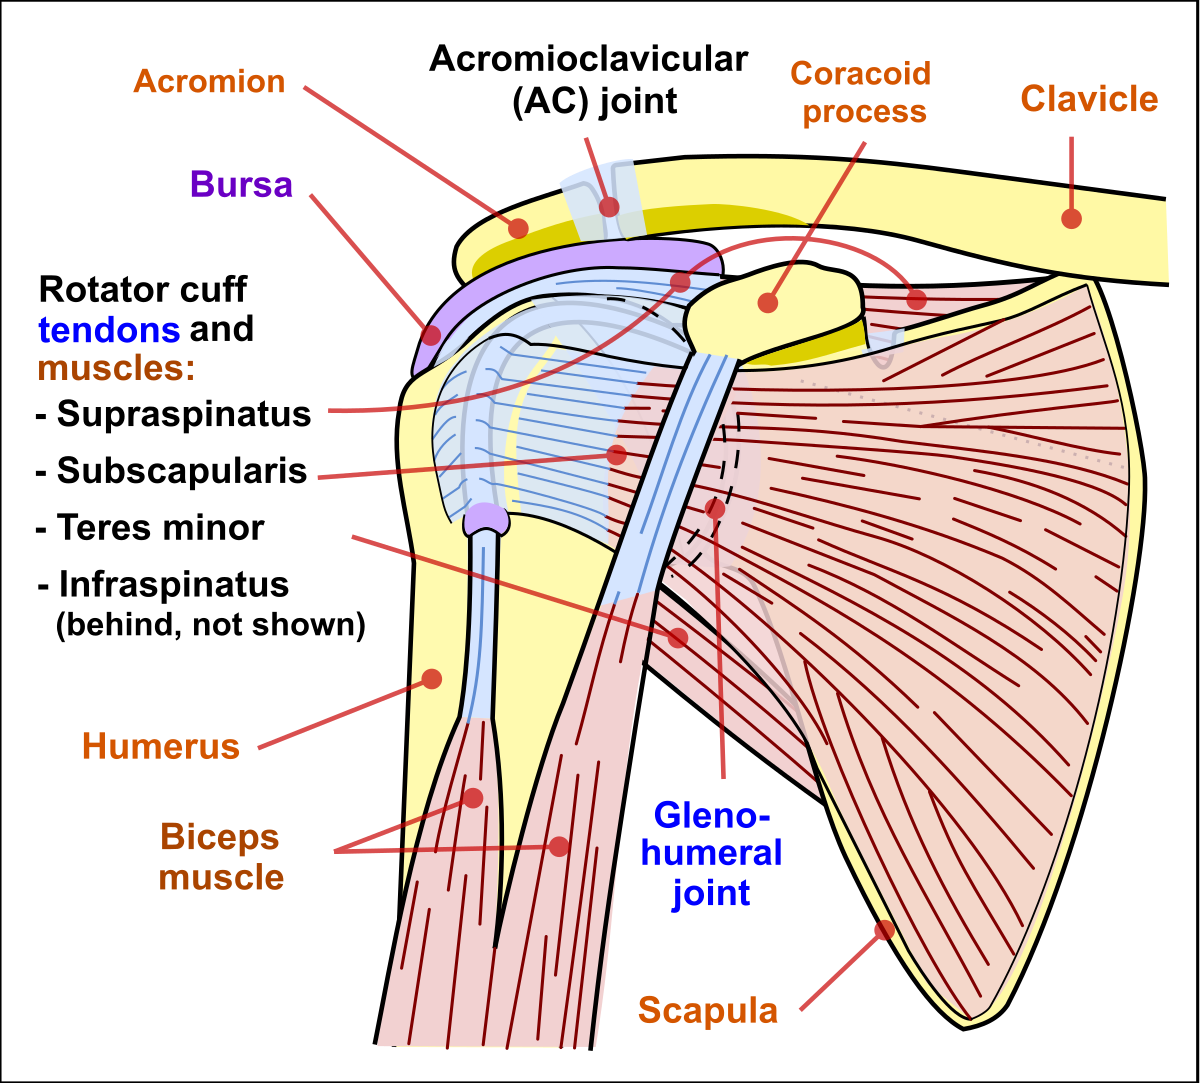 Acromioclavicular
(AC) joint
Acromion
Coracoid
process
Clavicle
Bursa
Rotator cuff
tendons and
muscles:
- Supraspinatus
- Subscapularis
- Teres minor
- Infraspinatus
(behind, not shown)
Humerus
Biceps
muscle
Gleno-
humeral
joint
Scapula